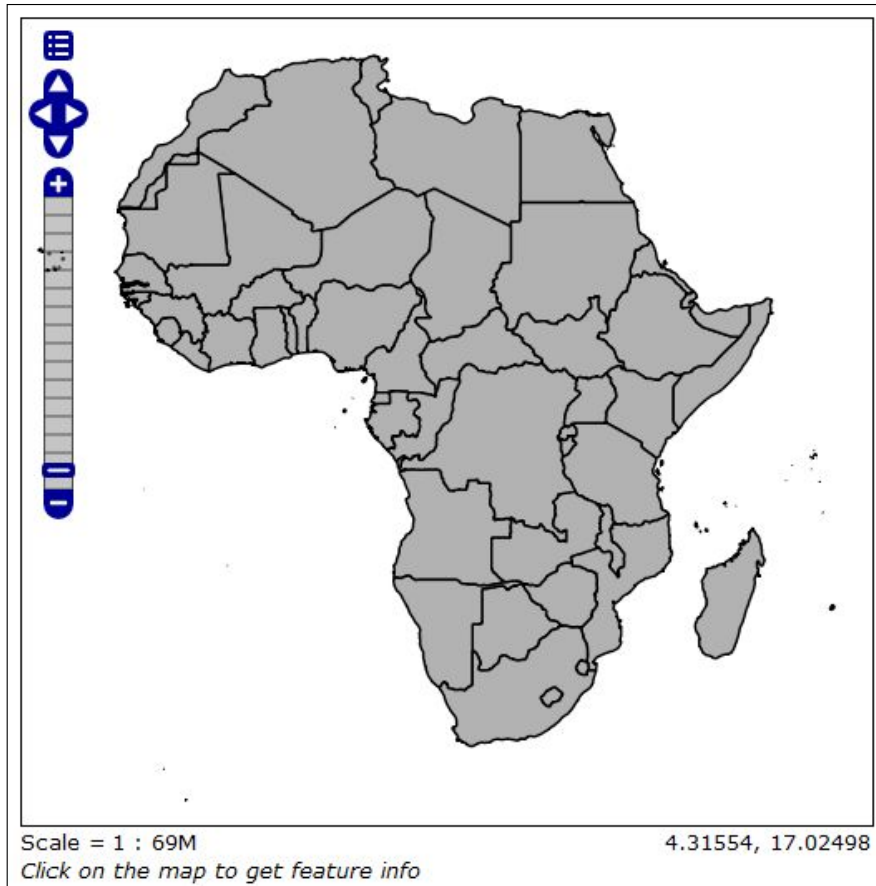 Scale = 1 : 69M
4.31554, 17.02498
Click on the map to get feature info